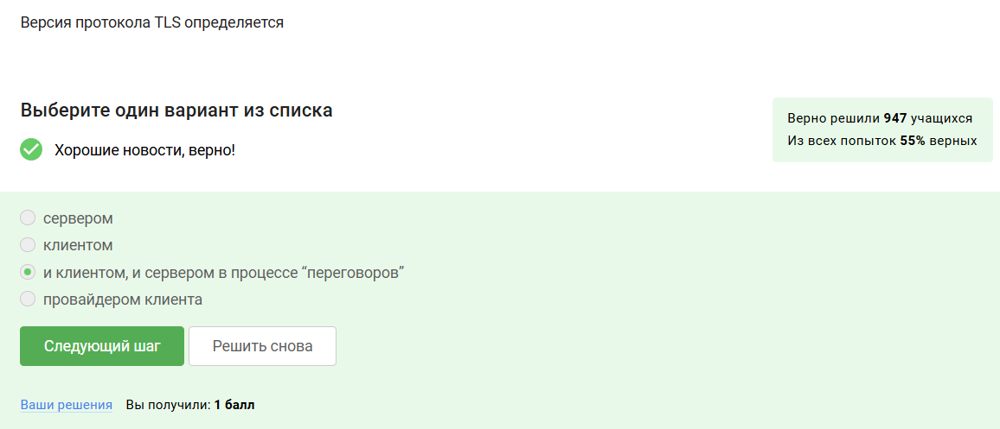 Версия протокола TLS определяется
Выберите один вариант из списка
Верно решили 947 учащихся
Из всех попыток 55% верных
Хорошие новости, верно!
сервером
клиентом
и клиентом, и сервером в процессе “переговоров”
провайдером клиента
Следующий шаг
Решить снова
Ваши решения
Вы получили: 1 балл